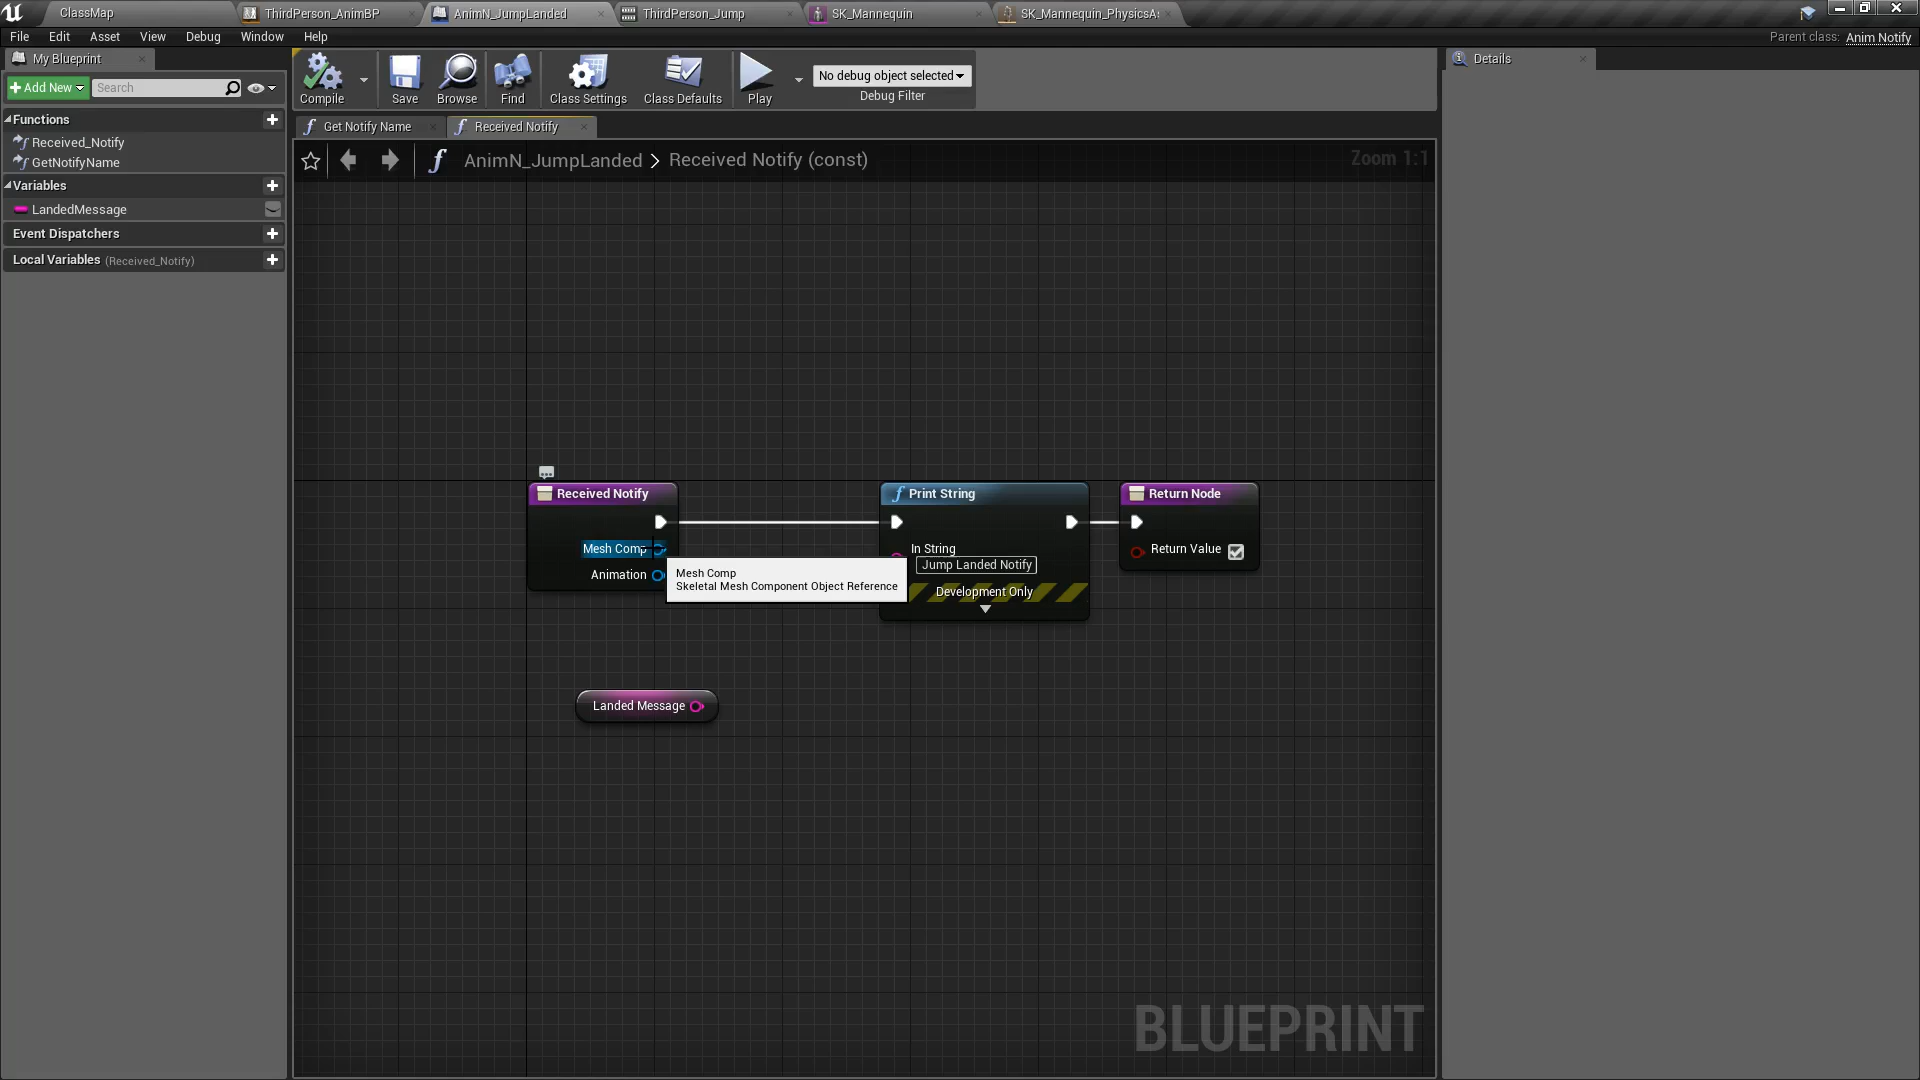 ClassMap
ThirdPerson_AnimBP
AnimN_JumpLanded
ThirdPerson_Jump
SK_Mannequin
SK_Mannequin_PhysicsA
File Edit Asset View Debug Window Help
Parent class: Anim Notify
My Blueprint
Details
Add New
Search
Compile
Save
Browse
Find
Class Settings
Class Defaults
Play
No debug object selected
Debug Filter
Functions
Received_Notify
GetNotifyName
Variables
LandedMessage
Event Dispatchers
Local Variables (Received_Notify)
Get Notify Name
Received Notify
AnimN_JumpLanded > Received Notify (const)
Zoom 1:1
Received Notify
Mesh Comp
Animation
Mesh Comp
Skeletal Mesh Component Object Reference
Print String
In String
Jump Landed Notify
Development Only
Return Node
Return Value
Landed Message
BLUEPRINT